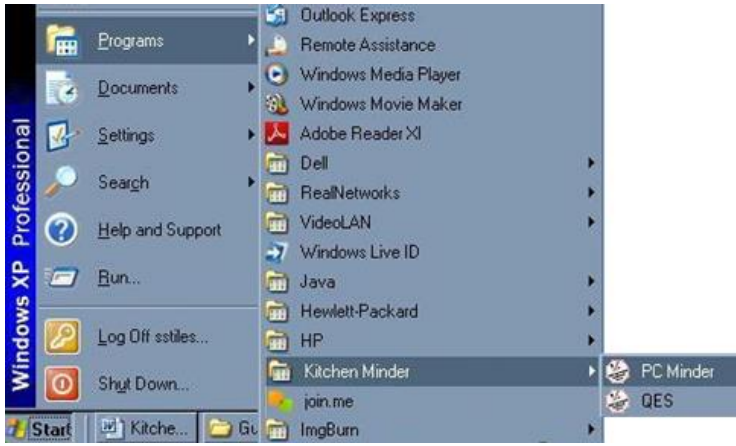 Windows XP Professional
Programs
Documents
Settings
Search
Help and Support
Run...
Log Off sstiles...
Shut Down...
Outlook Express
Remote Assistance
Windows Media Player
Windows Movie Maker
Adobe Reader XI
Dell
RealNetworks
VideoLAN
Windows Live ID
Java
Hewlett-Packard
HP
Kitchen Minder
join.me
ImgBurn
PC Minder
QES
Start
Kitche...
Gu